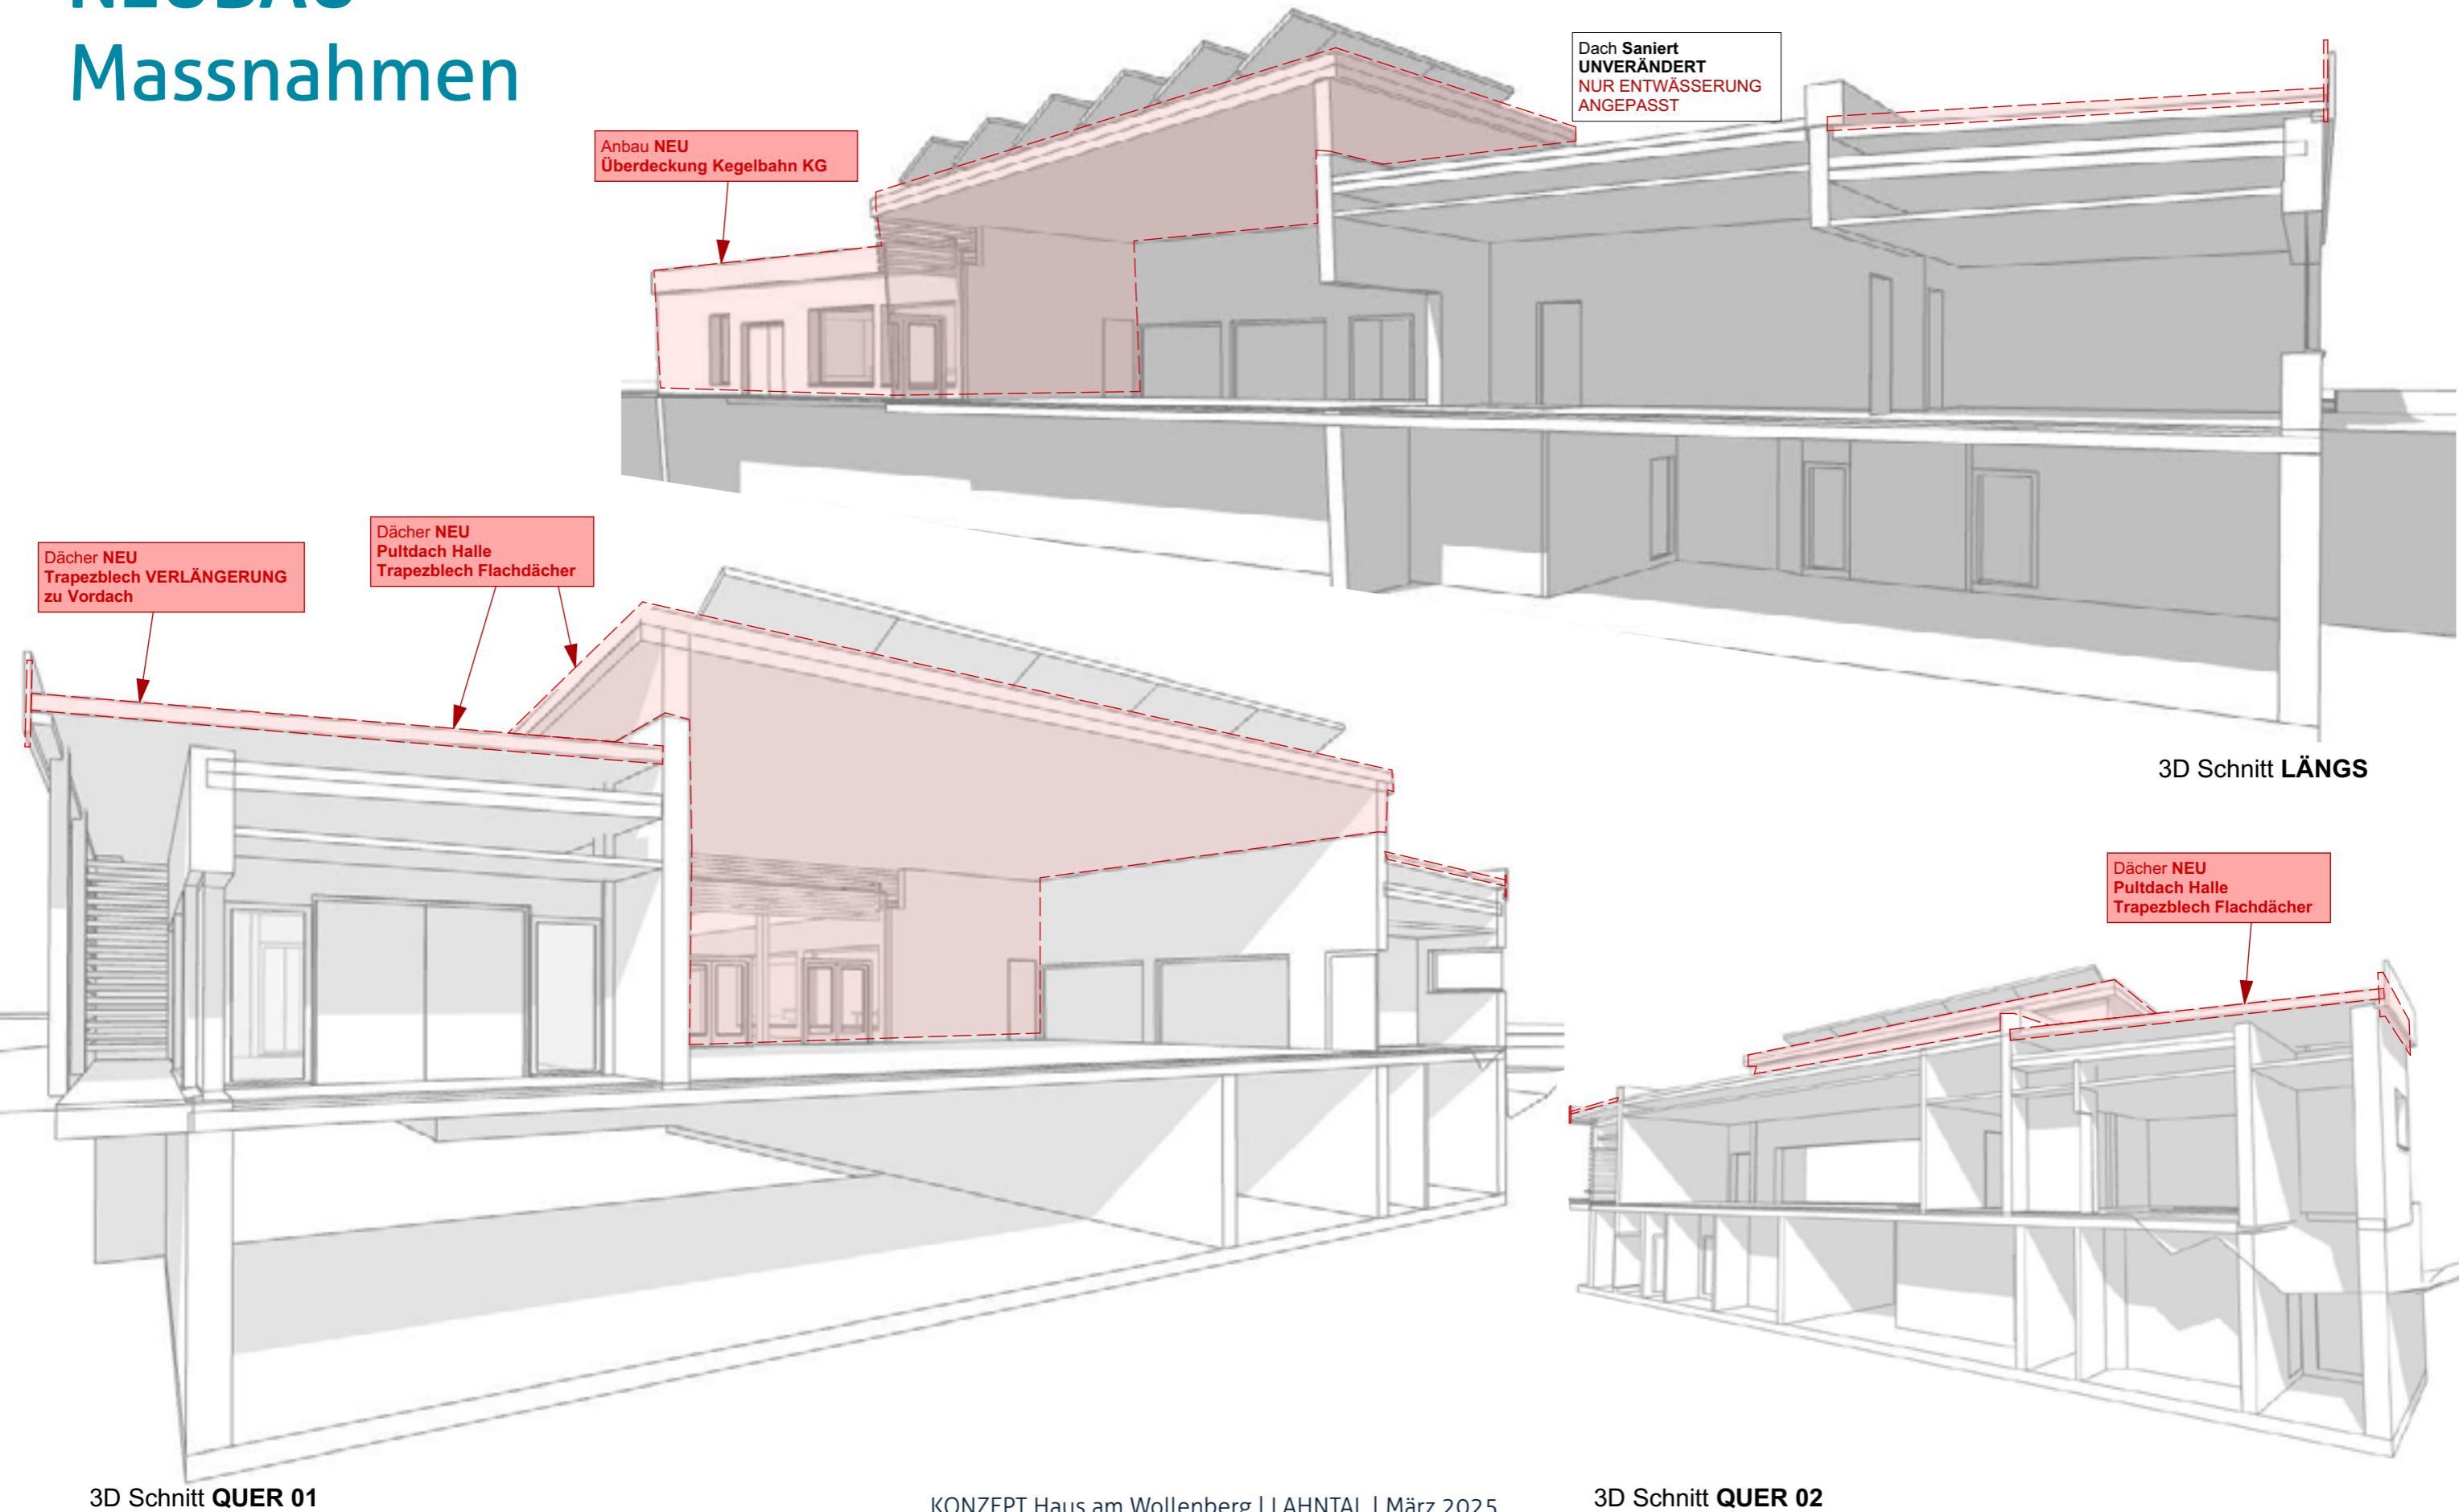 NEUBAU
Massnahmen
Dach Saniert
UNVERÄNDERT
NUR ENTWÄSSERUNG
ANGEPASST
Anbau NEU
Überdeckung Kegelbahn KG
Dächer NEU
Pultdach Halle
Trapezblech Flachdächer
Dächer NEU
Trapezblech VERLÄNGERUNG
zu Vordach
3D Schnitt LÄNGS
Dächer NEU
Pultdach Halle
Trapezblech Flachdächer
3D Schnitt QUER 01
KONZEPT Haus am Wollenberg | LAHNTAL | März 2025
3D Schnitt QUER 02